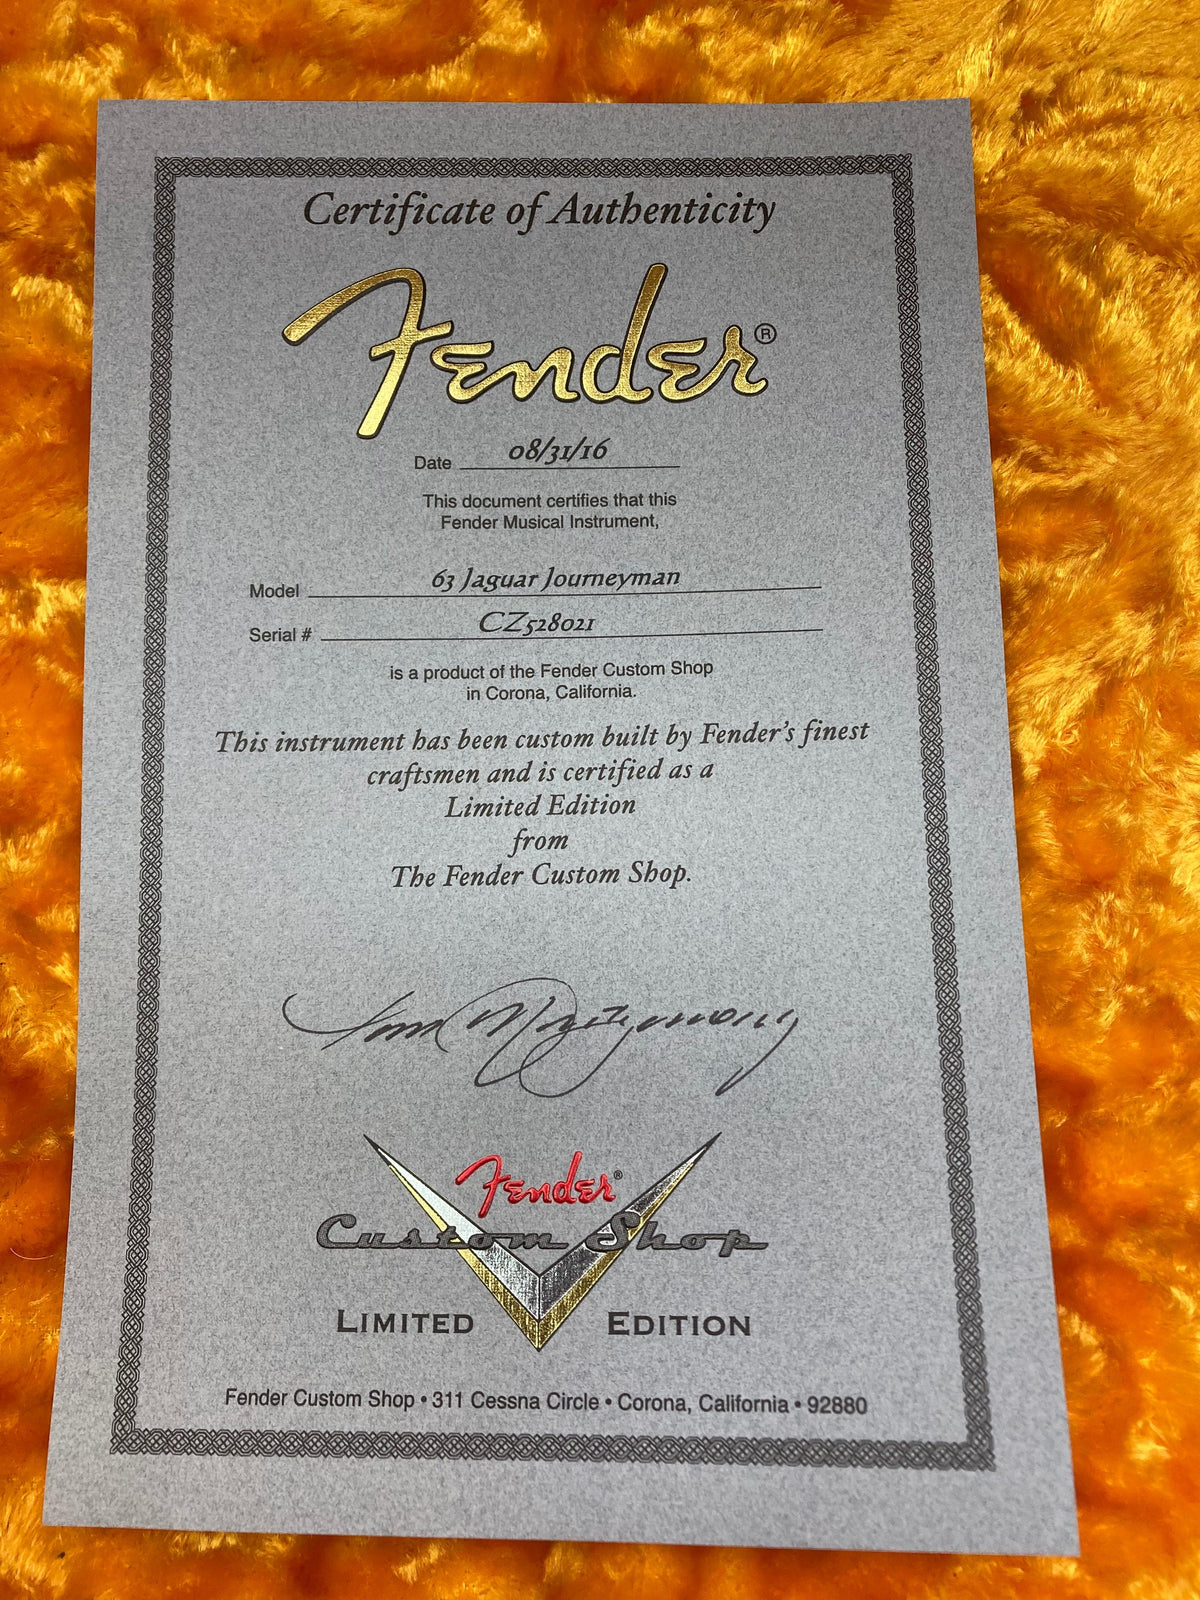 Certificate of Authenticity
Fender®
Date 08/31/16
This document certifies that this
Fender Musical Instrument,
Model 63 Jaguar Journeyman
Serial # CZ528021
is a product of the Fender Custom Shop
in Corona, California.
This instrument has been custom built by Fender's finest
craftsmen and is certified as a
Limited Edition
from
The Fender Custom Shop.
Fender®
Custom Shop
LIMITED EDITION
Fender Custom Shop • 311 Cessna Circle • Corona, California • 92880